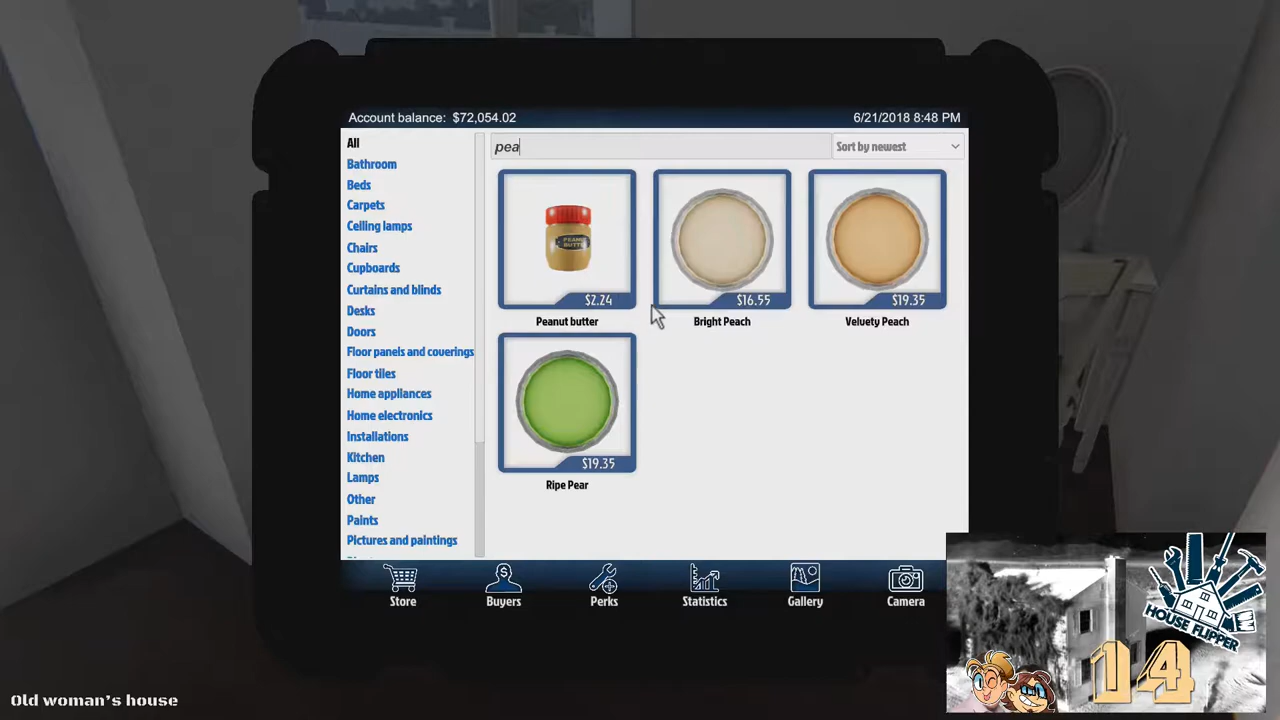 Account balance: $72,054.02
6/21/2018 8:48 PM
All
Bathroom
Beds
Carpets
Ceiling lamps
Chairs
Cupboards
Curtains and blinds
Desks
Doors
Floor panels and coverings
Floor tiles
Home appliances
Home electronics
Installations
Kitchen
Lamps
Other
Paints
Pictures and paintings
pea
Sort by newest
PEANUT
BUTTER
$2.24
$16.55
$19.35
Peanut butter
Bright Peach
Velvety Peach
$19.35
Ripe Pear
Store
Buyers
Perks
Statistics
Gallery
Camera
HOUSE FLIPPER
14
Old woman's house